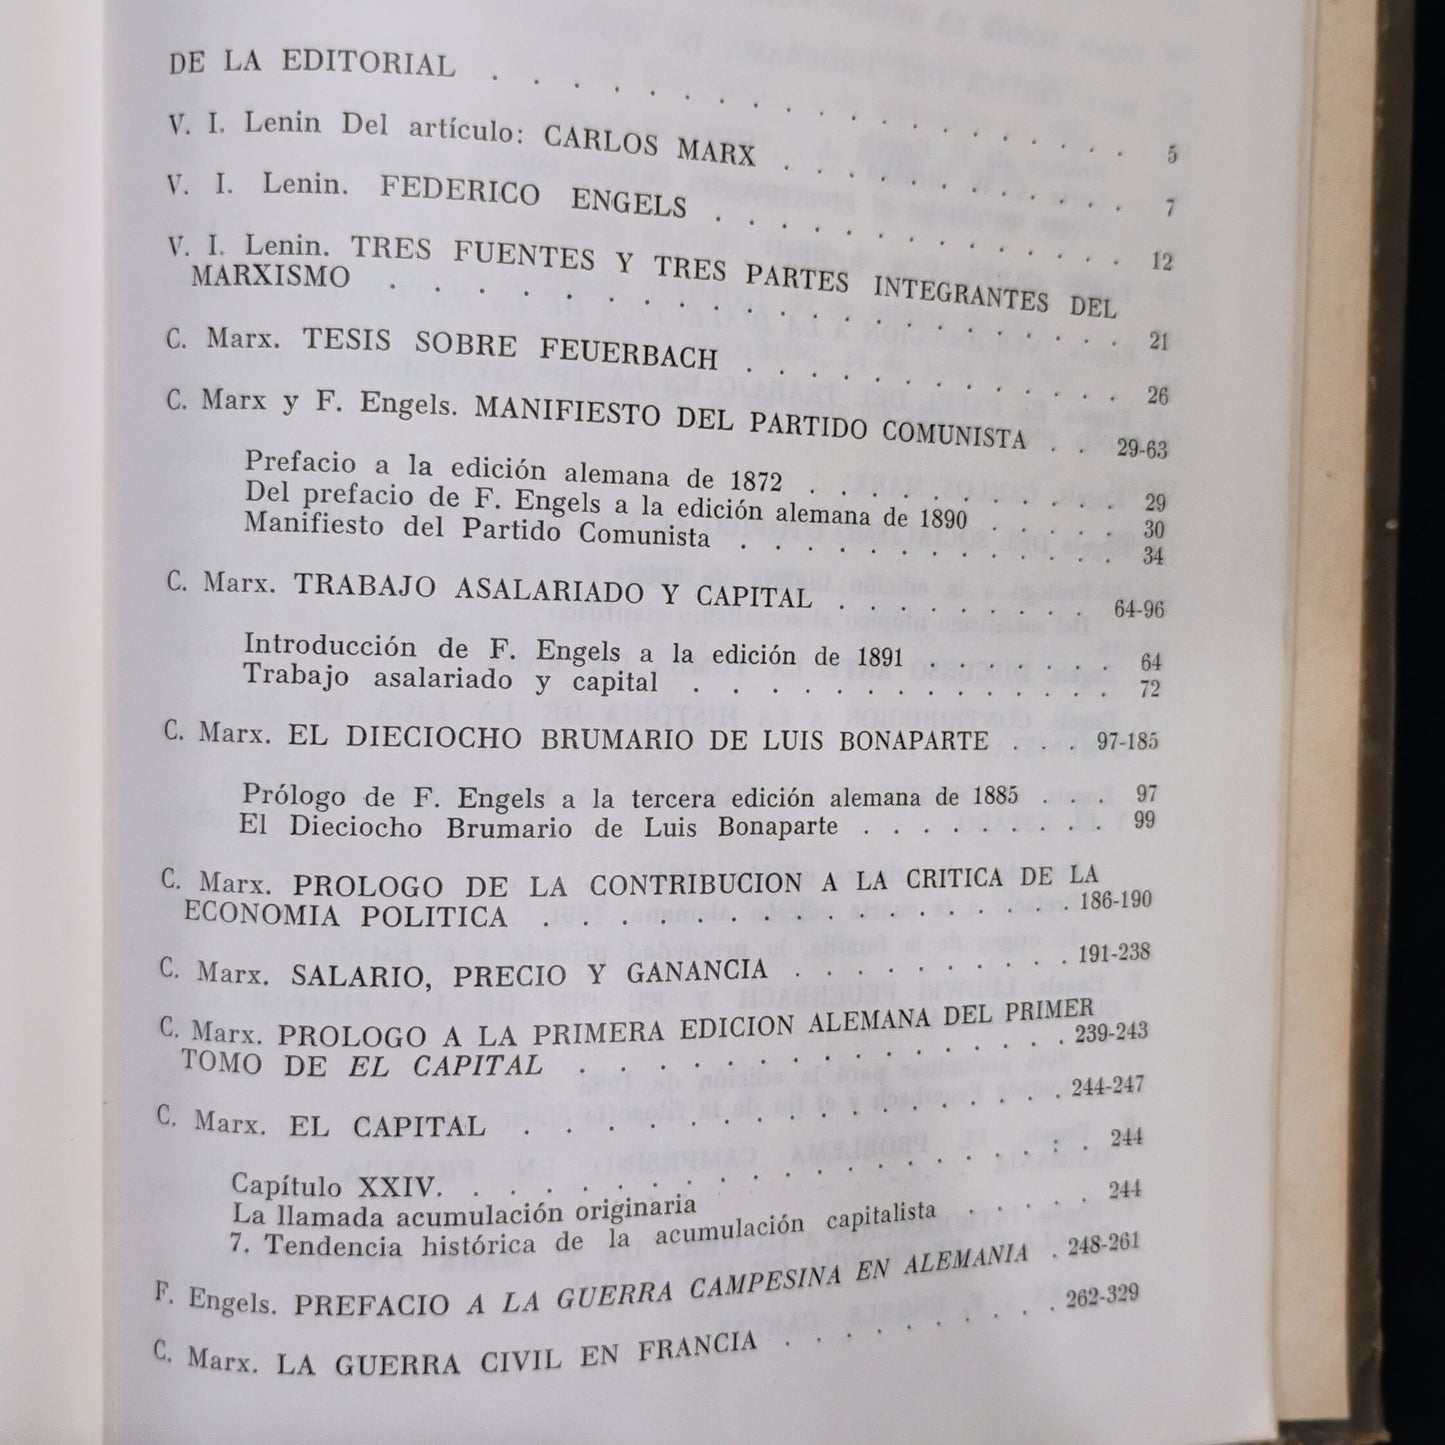 DE LA EDITORIAL . . . . . . . . . . . . . . . . . 5
V. I. Lenin Del artículo: CARLOS MARX . . . . . . . . . . 7
V. I. Lenin. FEDERICO ENGELS . . . . . . . . . . . . 12
V. I. Lenin. TRES FUENTES Y TRES PARTES INTEGRANTES DEL
MARXISMO . . . . . . . . . . . . . . . . . 21
C. Marx. TESIS SOBRE FEUERBACH . . . . . . . . . . . 26
C. Marx y F. Engels. MANIFIESTO DEL PARTIDO COMUNISTA . . 29-63
Prefacio a la edición alemana de 1872 . . . . . . . . . . 29
Del prefacio de F. Engels a la edición alemana de 1890 . . . . . 30
Manifiesto del Partido Comunista . . . . . . . . . . . . 34
C. Marx. TRABAJO ASALARIADO Y CAPITAL . . . . . . . . . 64-96
Introducción de F. Engels a la edición de 1891 . . . . . . . 64
Trabajo asalariado y capital . . . . . . . . . . . . 72
C. Marx. EL DIECIOCHO BRUMARIO DE LUIS BONAPARTE . . . 97-185
Prólogo de F. Engels a la tercera edición alemana de 1885 . . . 97
El Dieciocho Brumario de Luis Bonaparte . . . . . . . . . 99
C. Marx. PROLOGO DE LA CONTRIBUCION A LA CRITICA DE LA
ECONOMIA POLITICA . . . . . . . . . . . . . . 186-190
C. Marx. SALARIO, PRECIO Y GANANCIA . . . . . . . . . . 191-238
C. Marx. PROLOGO A LA PRIMERA EDICION ALEMANA DEL PRIMER
TOMO DE EL CAPITAL . . . . . . . . . . . . . 239-243
C. Marx. EL CAPITAL . . . . . . . . . . . . . . . 244-247
Capítulo XXIV. . . . . . . . . . . . . . . . : . 244
La llamada acumulación originaria
7. Tendencia histórica de la acumulación capitalista . . . . . 244
F. Engels. PREFACIO A LA GUERRA CAMPESINA EN ALEMANIA . 248-261
C. Marx. LA GUERRA CIVIL EN FRANCIA . . . . . . . . . . 262-329